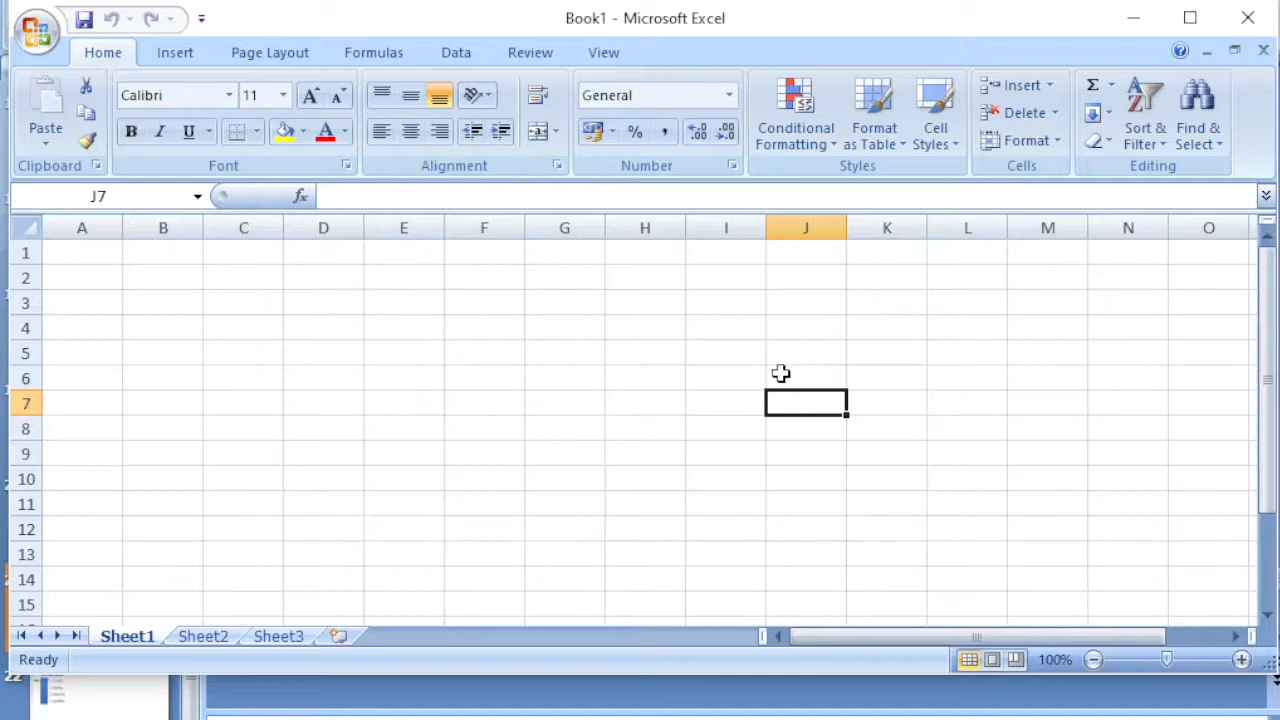 Book1 - Microsoft Excel
Home Insert Page Layout Formulas Data Review View
Calibri 11 General
Paste
Conditional Formatting
Format as Table
Cell Styles
Insert
Delete
Format
Σ
Sort & Filter
Find & Select
B I U A % ,
Clipboard Font Alignment Number Styles Cells Editing
J7 fx
A B C D E F G H I J K L M N O
1
2
3
4
5
6
7
8
9
10
11
12
13
14
15
Sheet1 Sheet2 Sheet3
Ready 100%